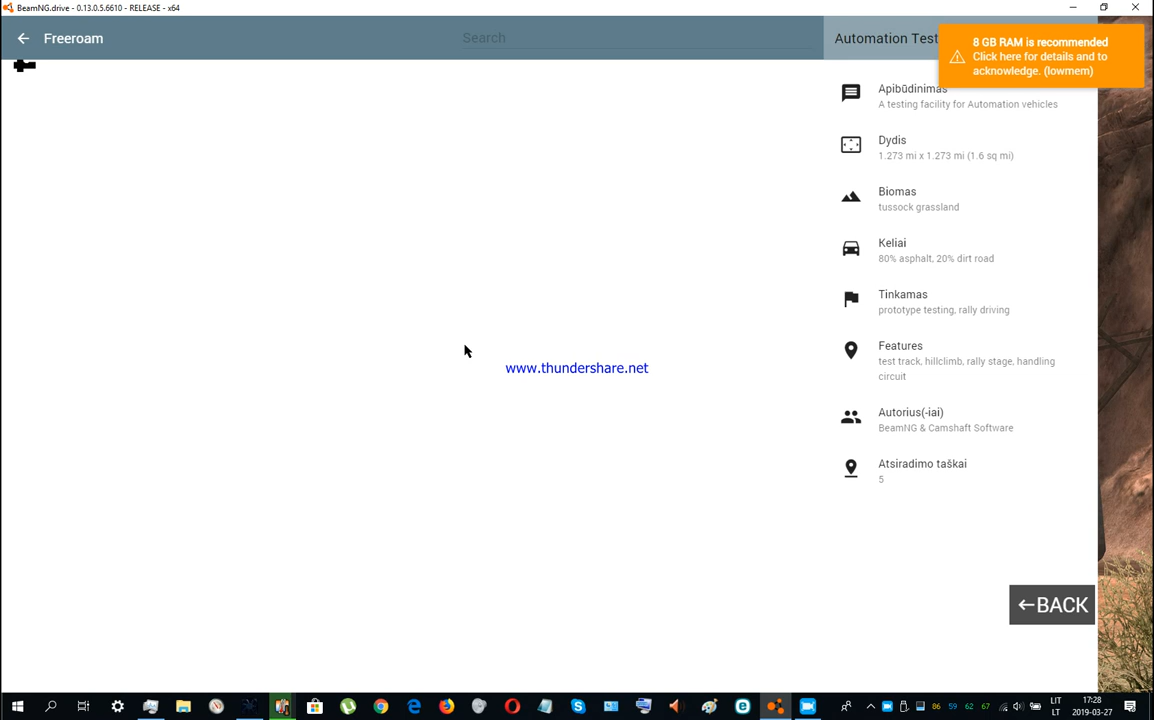 BeamNG.drive - 0.13.0.5.6610 - RELEASE - x64
Freeroam
Search
Automation Test
8 GB RAM is recommended
Click here for details and to
acknowledge. (lowmem)
Apibūdinimas
A testing facility for Automation vehicles
Dydis
1.273 mi x 1.273 mi (1.6 sq mi)
Biomas
tussock grassland
Keliai
80% asphalt, 20% dirt road
Tinkamas
prototype testing, rally driving
Features
test track, hillclimb, rally stage, handling
circuit
www.thundershare.net
Autorius(-iai)
BeamNG & Camshaft Software
Atsiradimo taškai
5
←BACK
06 59 62 67
LIT
LT
17:28
2019-03-27